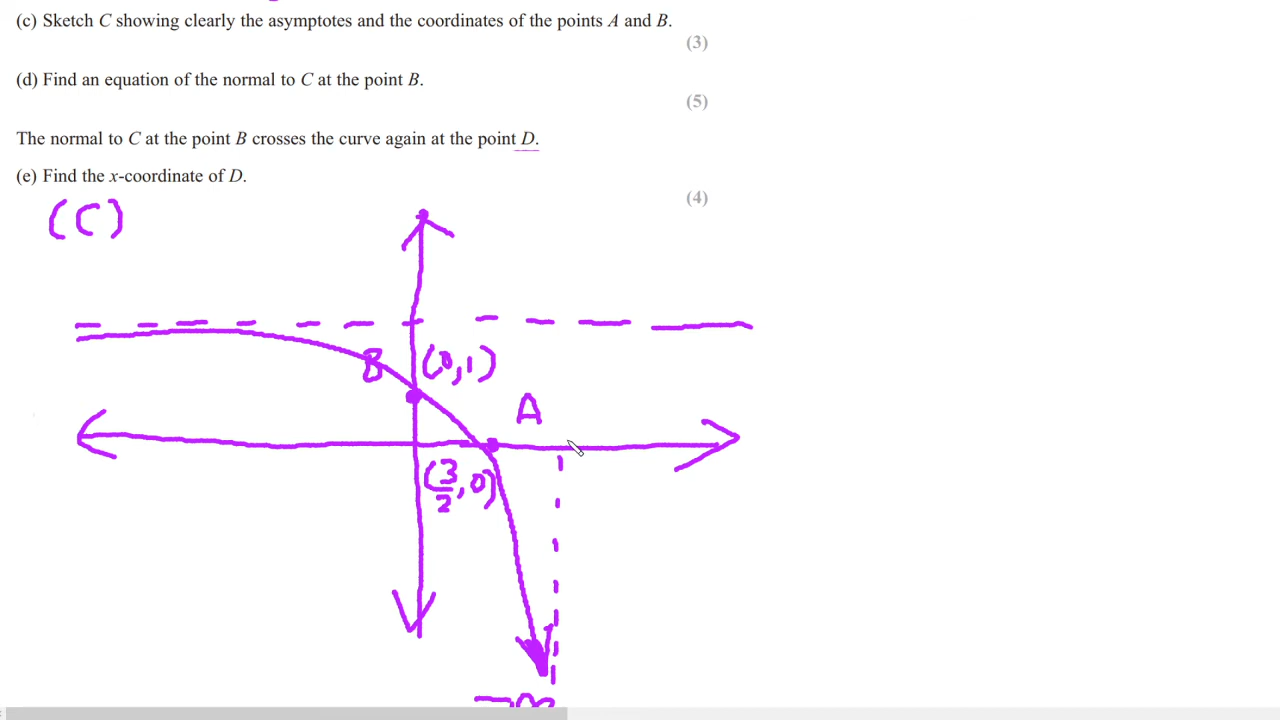 (c) Sketch C showing clearly the asymptotes and the coordinates of the points A and B.
(3)
(d) Find an equation of the normal to C at the point B.
(5)
The normal to C at the point B crosses the curve again at the point D.
(e) Find the x-coordinate of D.
(4)
(C)
B (0,1)
A
(3/2, 0)
-∞